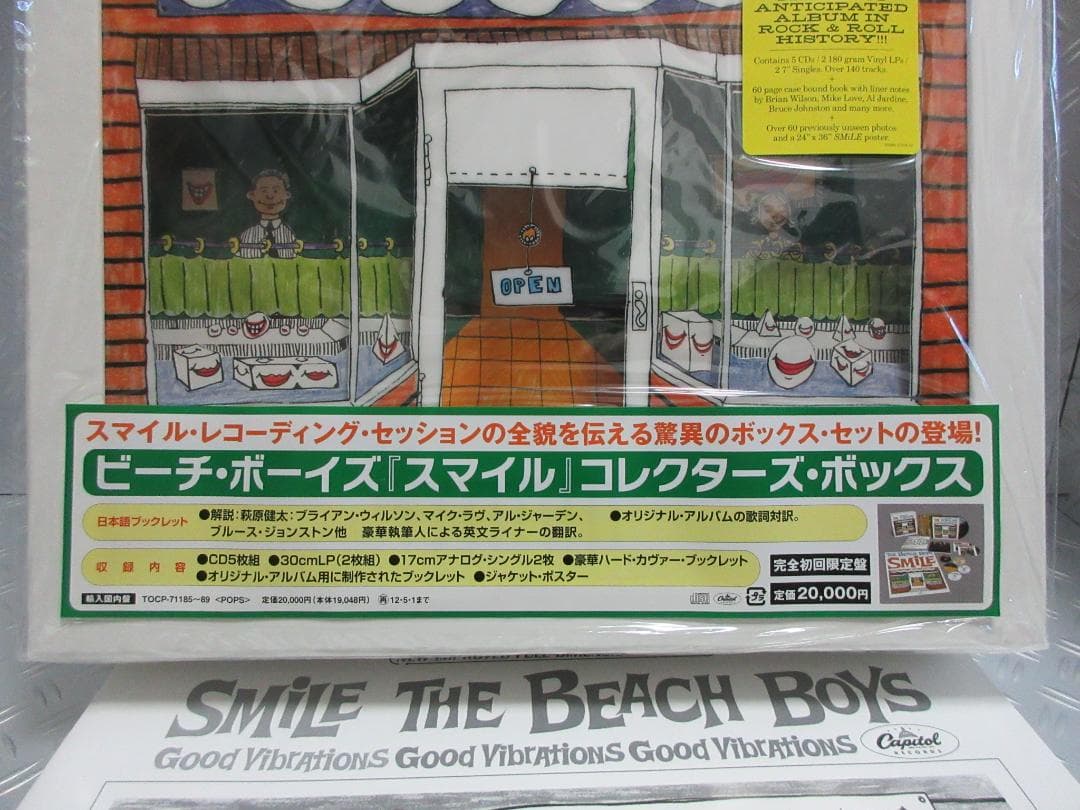 ANTICIPATED
ALBUM IN
ROCK & ROLL
HISTORY!!!
Contains 5 CDs / 2 180 gram Vinyl LPs /
2 7" Singles. Over 140 tracks.
+
60 page case bound book with liner notes
by Brian Wilson, Mike Love, Al Jardine,
Bruce Johnston and many more.
+
Over 60 previously unseen photos
and a 24" x 36" SMiLE poster.
OPEN
スマイル・レコーディング・セッションの全貌を伝える驚異のボックス・セットの登場!
ビーチ・ボーイズ『スマイル』コレクターズ・ボックス
日本語ブックレット
●解説:萩原健太:ブライアン・ウィルソン、マイク・ラヴ、アル・ジャーデン、
ブルース・ジョンストン他 豪華執筆人による英文ライナーの翻訳。
●オリジナル・アルバムの歌詞対訳。
収録内容
●CD5枚組 ●30cmLP(2枚組) ●17cmアナログ・シングル2枚 ●豪華ハード・カヴァー・ブックレット
●オリジナル・アルバム用に制作されたブックレット ●ジャケット・ポスター
完全初回限定盤
定価20,000円
輸入国内盤 TOCP-71185~89 <POPS> 定価20,000円(本体19,048円) 再12・5・1まで
SMiLE
SMiLE THE BEACH BOYS
Good Vibrations Good Vibrations Good Vibrations
Capitol
RECORDS